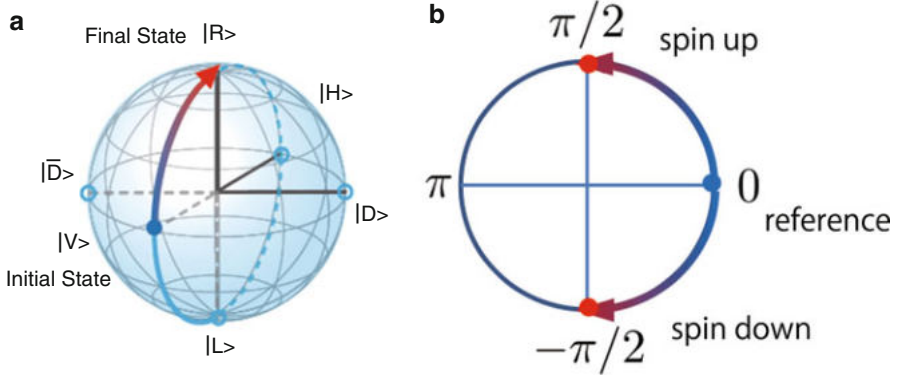 a
Final State |R>
|H>
|D̅>
|D>
|V>
Initial State
|L>
b
π/2
spin up
π
0
reference
spin down
−π/2